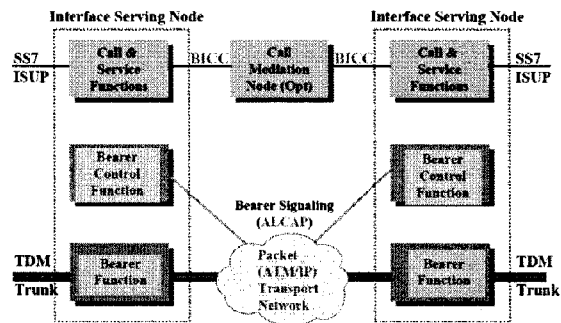 Interface Serving Node
Interface Serving Node
SS7
ISUP
Call &
Service
Functions
BICC
Call
Mediation
Node (Opt)
BICC
Call &
Service
Functions
SS7
ISUP
Bearer
Control
Function
Bearer
Control
Function
Bearer Signaling
(ALCAP)
TDM
Trunk
Bearer
Function
Packet
(ATM/IP)
Transport
Network
Bearer
Function
TDM
Trunk